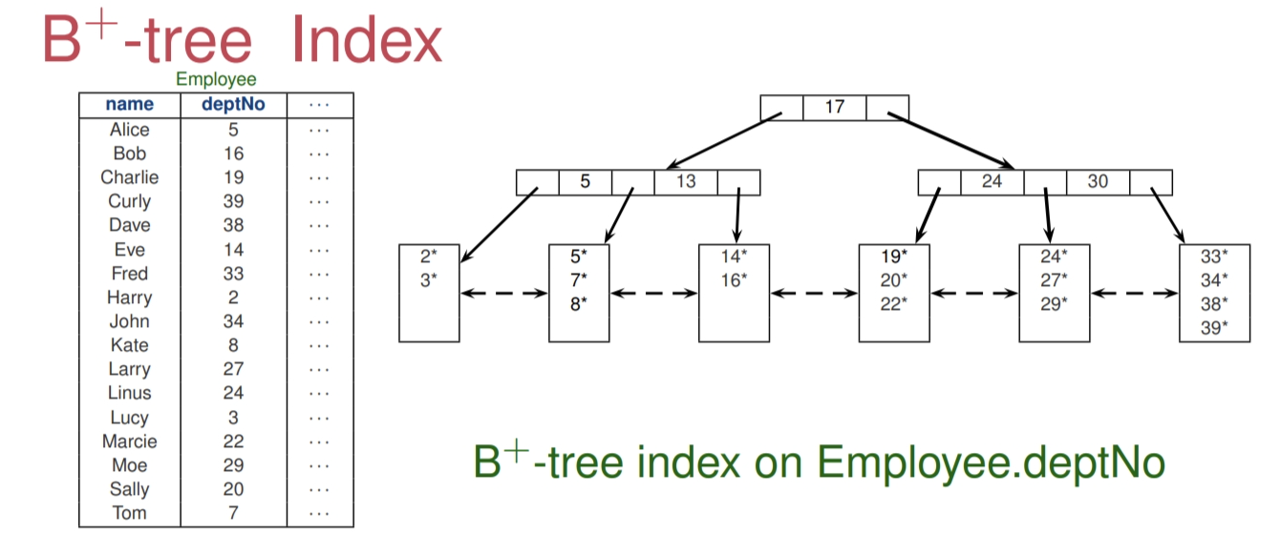 B+-tree Index
Employee
name deptNo ...
Alice 5 ...
Bob 16 ...
Charlie 19 ...
Curly 39 ...
Dave 38 ...
Eve 14 ...
Fred 33 ...
Harry 2 ...
John 34 ...
Kate 8 ...
Larry 27 ...
Linus 24 ...
Lucy 3 ...
Marcie 22 ...
Moe 29 ...
Sally 20 ...
Tom 7 ...
17
5 13
24 30
2*
3*
5*
7*
8*
14*
16*
19*
20*
22*
24*
27*
29*
33*
34*
38*
39*
B+-tree index on Employee.deptNo